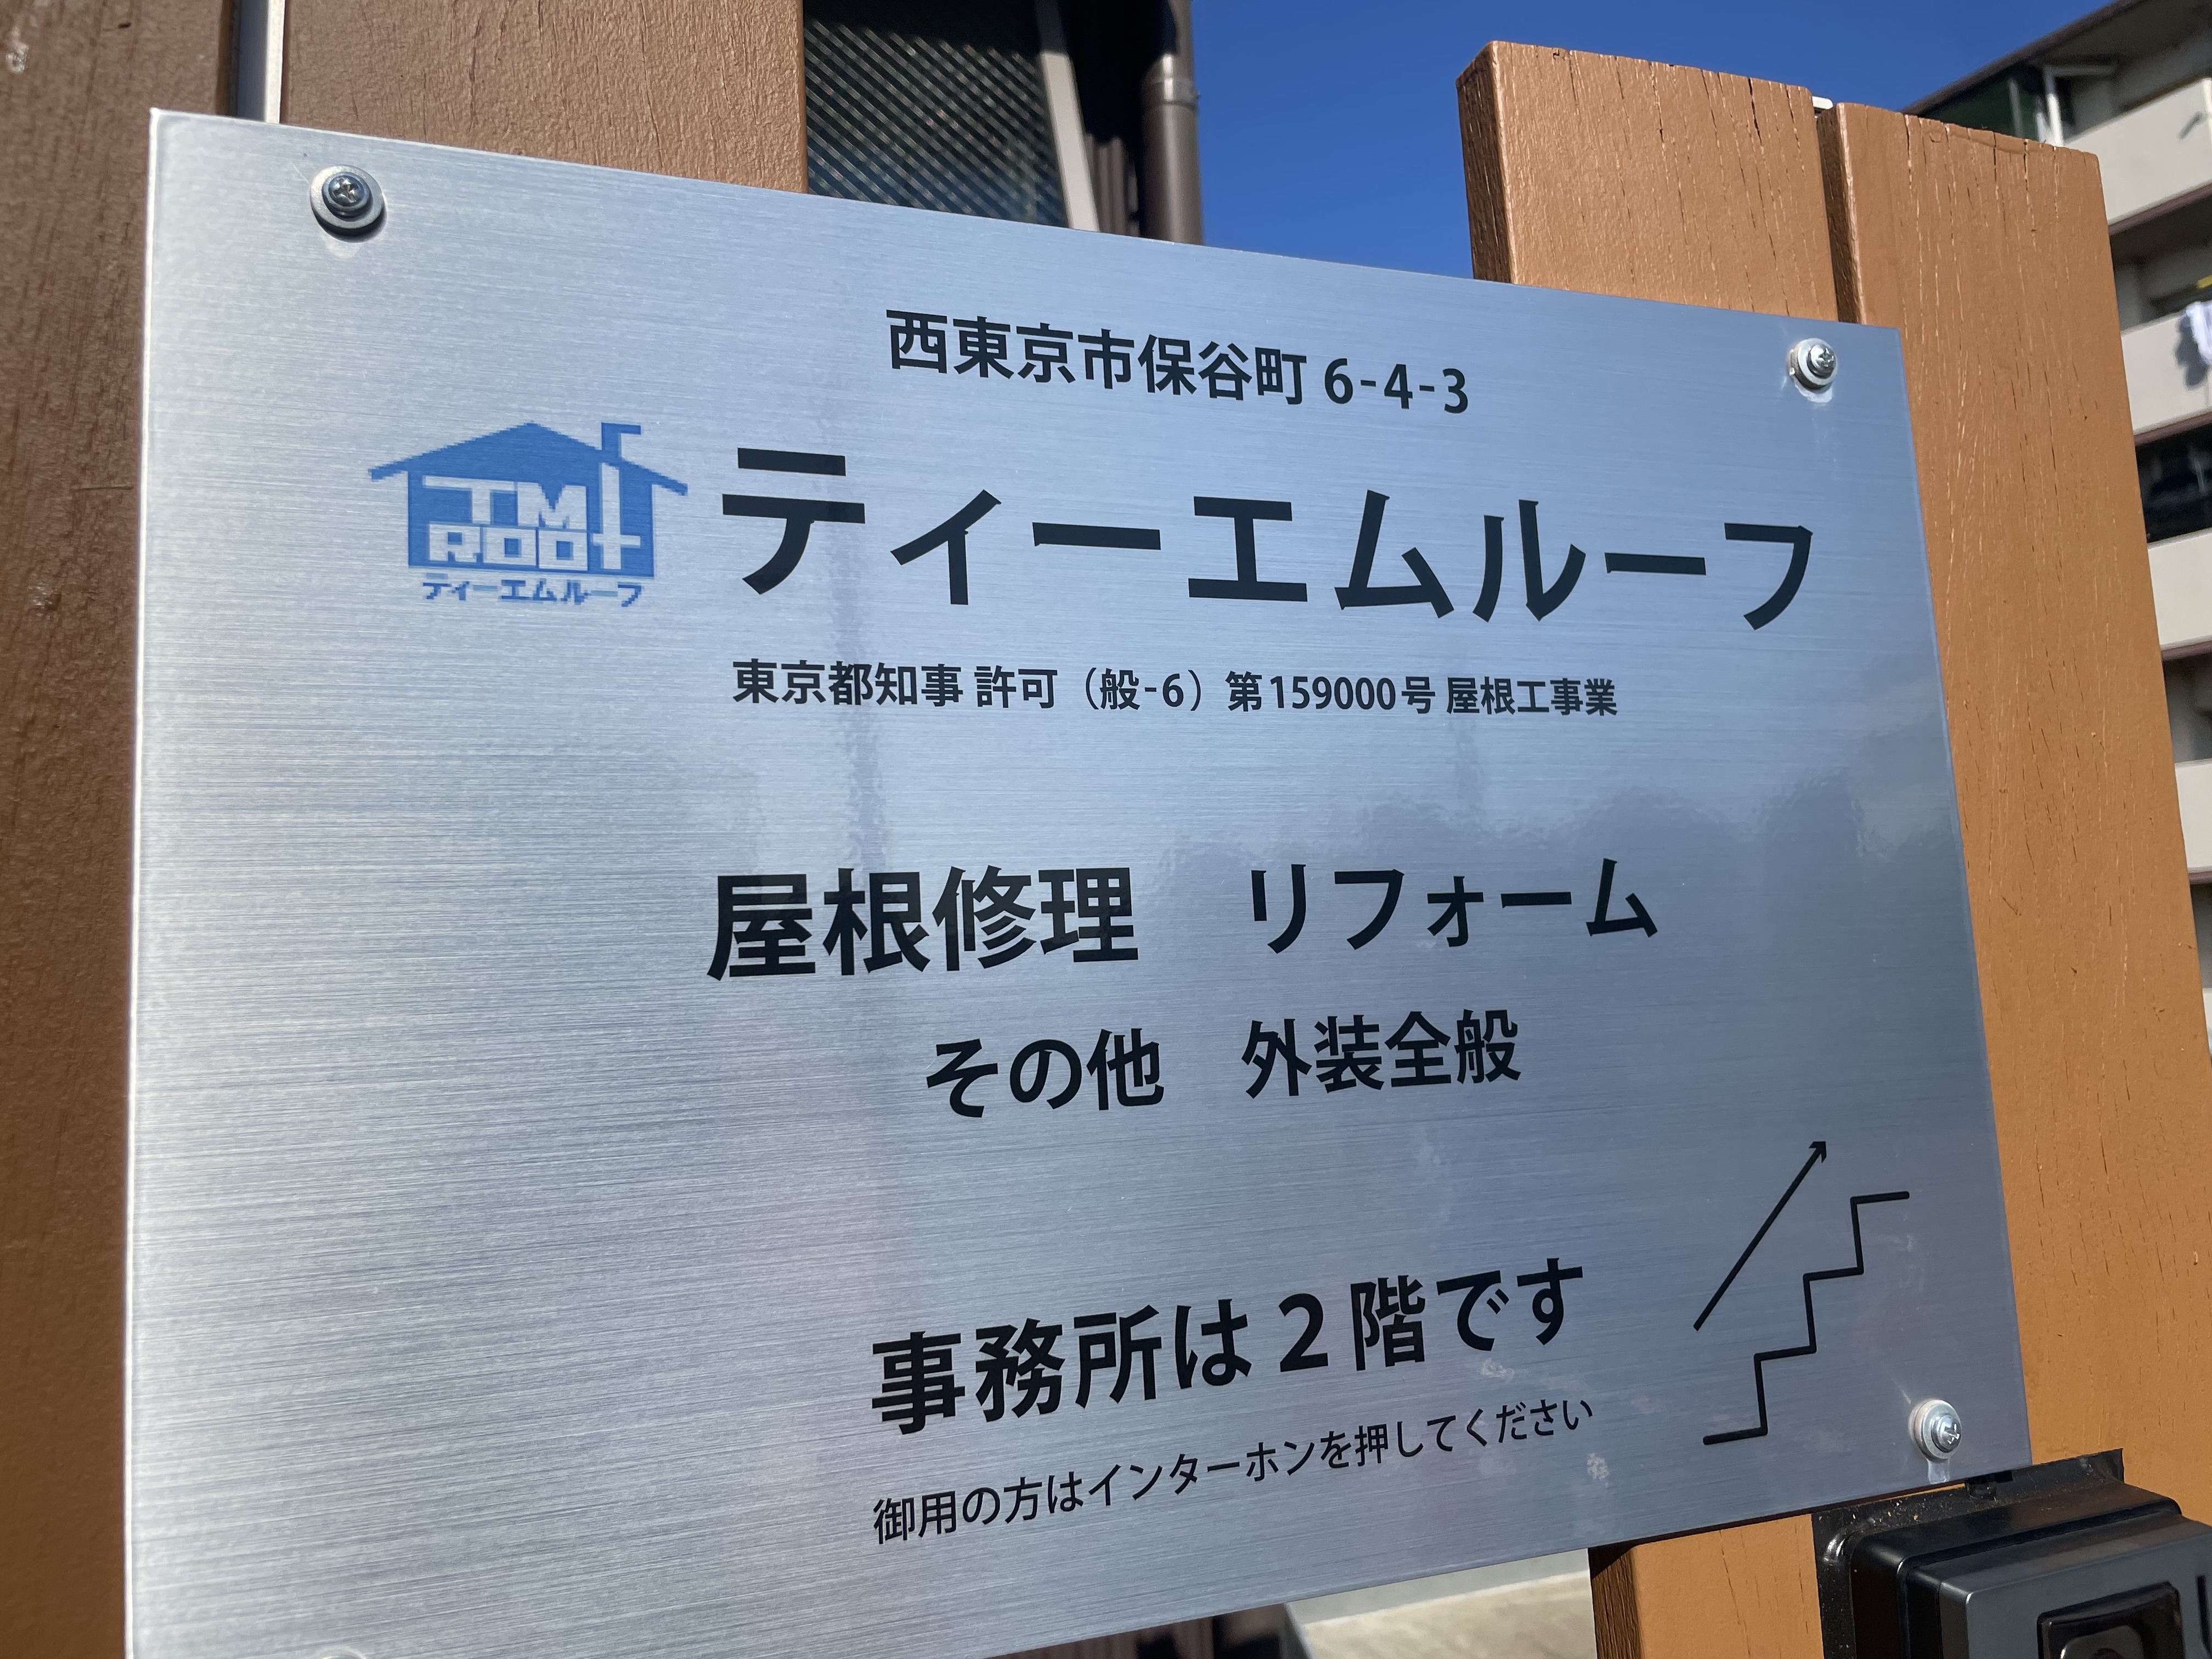 西東京市保谷町 6-4-3
TM
ROOf
ティーエムルーフ
ティーエムルーフ
東京都知事 許可（般-6）第159000号 屋根工事業
屋根修理　リフォーム
その他　外装全般
事務所は２階です
御用の方はインターホンを押してください